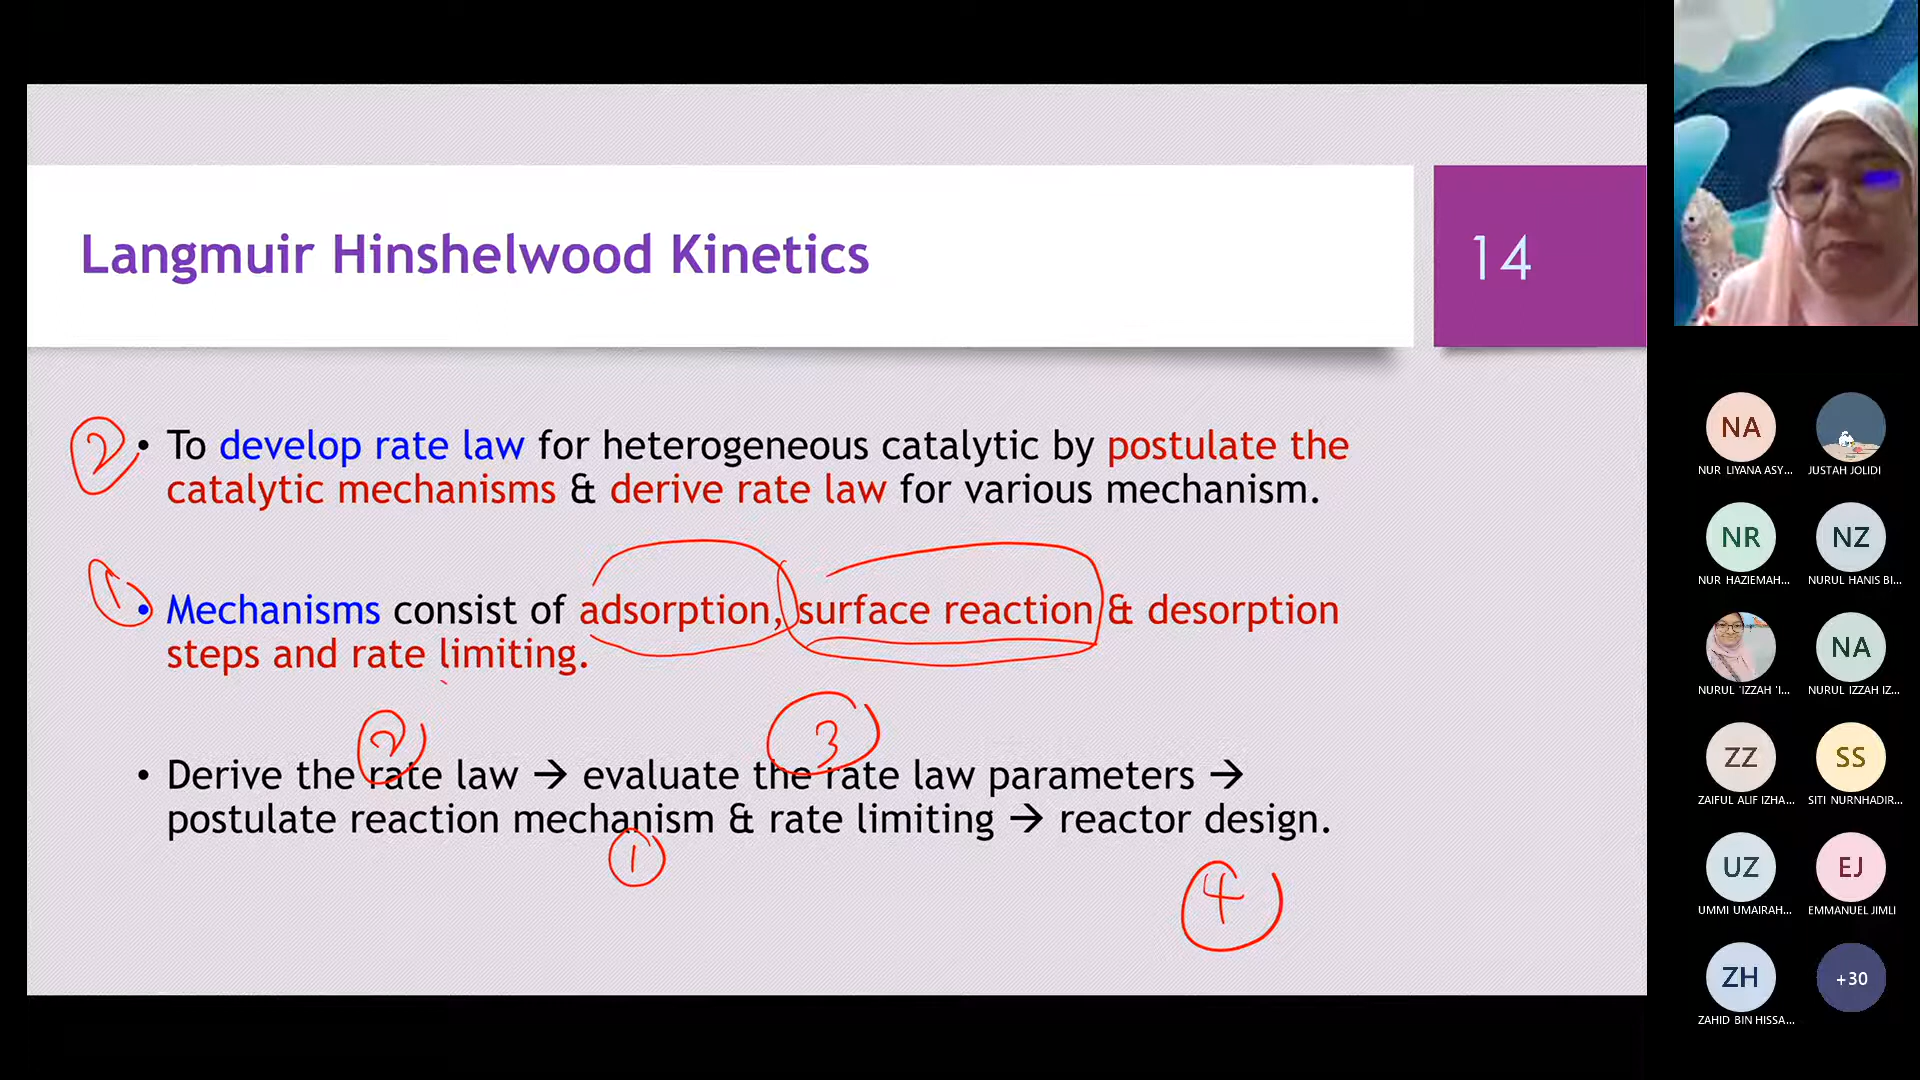 Langmuir Hinshelwood Kinetics
14
2
• To develop rate law for heterogeneous catalytic by postulate the
catalytic mechanisms & derive rate law for various mechanism.
1
• Mechanisms consist of adsorption, surface reaction & desorption
steps and rate limiting.
2
3
• Derive the rate law → evaluate the rate law parameters →
postulate reaction mechanism & rate limiting → reactor design.
1
4
NA
NUR LIYANA ASY...
JUSTAH JOLIDI
NR
NUR HAZIEMAH...
NZ
NURUL HANIS BI...
NURUL 'IZZAH 'I...
NA
NURUL IZZAH IZ...
ZZ
ZAIFUL ALIF IZHA...
SS
SITI NURNHADIR...
UZ
UMMI UMAIRAH...
EJ
EMMANUEL JIMLI
ZH
ZAHID BIN HISSA...
+30